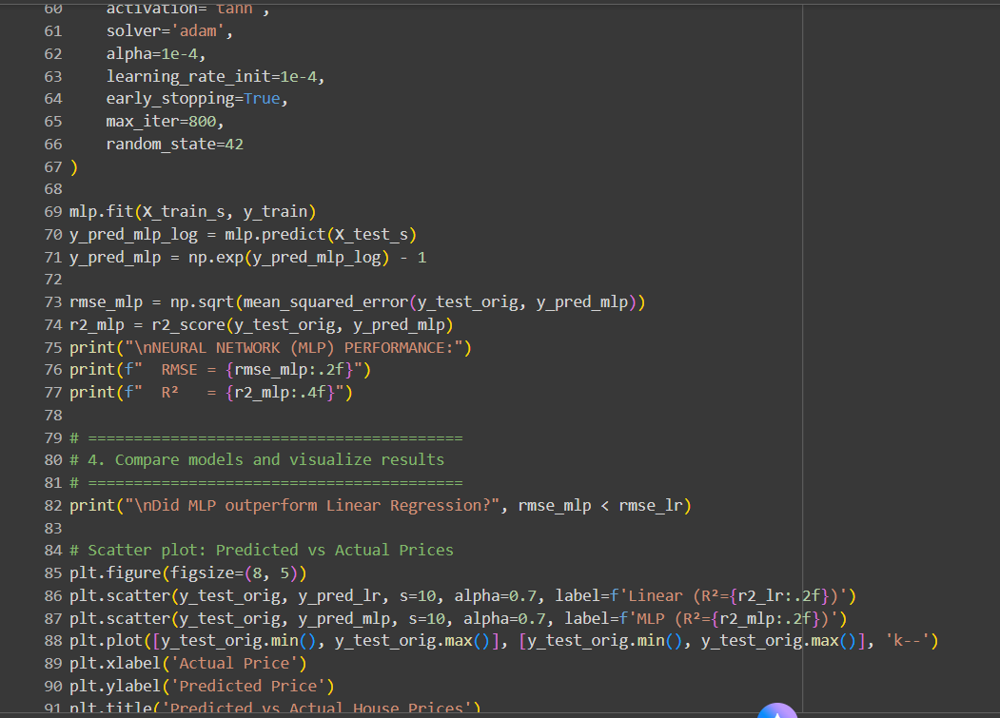 60     activation='tanh',
61     solver='adam',
62     alpha=1e-4,
63     learning_rate_init=1e-4,
64     early_stopping=True,
65     max_iter=800,
66     random_state=42
67 )
68
69 mlp.fit(X_train_s, y_train)
70 y_pred_mlp_log = mlp.predict(X_test_s)
71 y_pred_mlp = np.exp(y_pred_mlp_log) - 1
72
73 rmse_mlp = np.sqrt(mean_squared_error(y_test_orig, y_pred_mlp))
74 r2_mlp = r2_score(y_test_orig, y_pred_mlp)
75 print("\nNEURAL NETWORK (MLP) PERFORMANCE:")
76 print(f"  RMSE = {rmse_mlp:.2f}")
77 print(f"  R²   = {r2_mlp:.4f}")
78
79 # =========================================
80 # 4. Compare models and visualize results
81 # =========================================
82 print("\nDid MLP outperform Linear Regression?", rmse_mlp < rmse_lr)
83
84 # Scatter plot: Predicted vs Actual Prices
85 plt.figure(figsize=(8, 5))
86 plt.scatter(y_test_orig, y_pred_lr, s=10, alpha=0.7, label=f'Linear (R²={r2_lr:.2f})')
87 plt.scatter(y_test_orig, y_pred_mlp, s=10, alpha=0.7, label=f'MLP (R²={r2_mlp:.2f})')
88 plt.plot([y_test_orig.min(), y_test_orig.max()], [y_test_orig.min(), y_test_orig.max()], 'k--')
89 plt.xlabel('Actual Price')
90 plt.ylabel('Predicted Price')
91 plt.title('Predicted vs Actual House Prices')